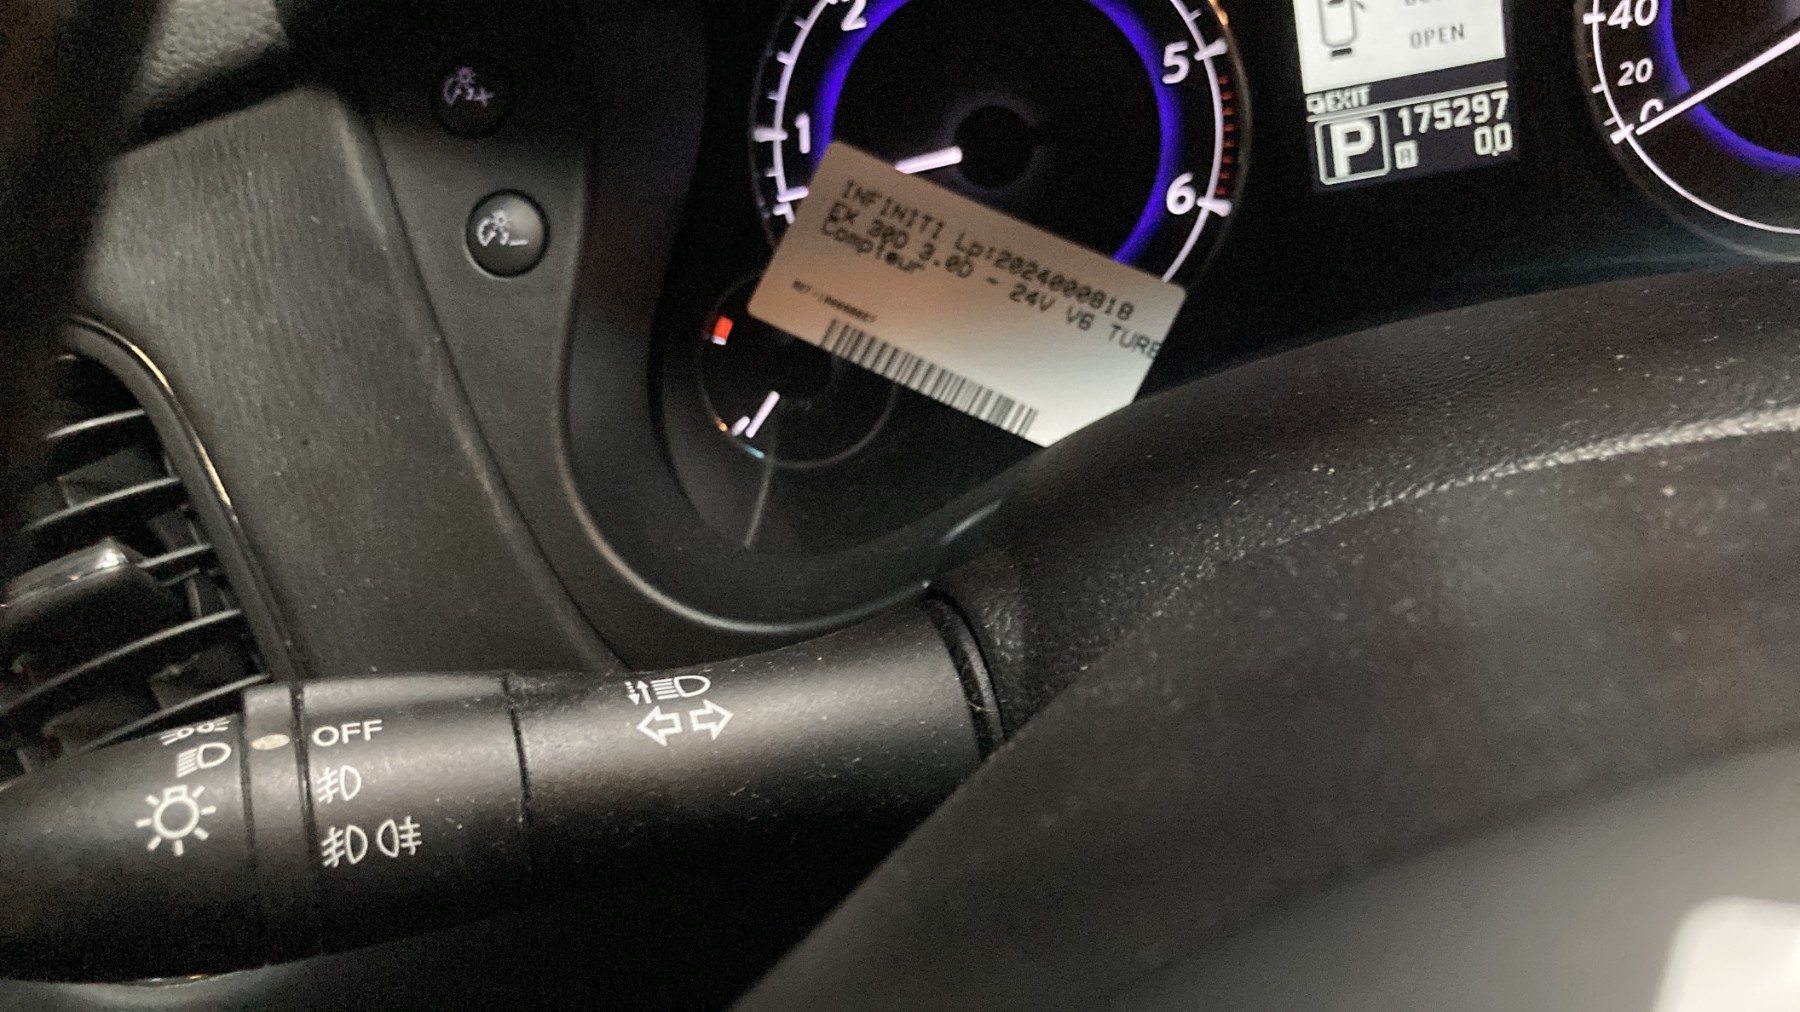 2
1
5
6
OPEN
EXIT
P
A
175297
0.0
40
20
0
INFINITI Lp:2024000818
EX 30D 3.0D - 24V V6 TURB
Compteur
OFF